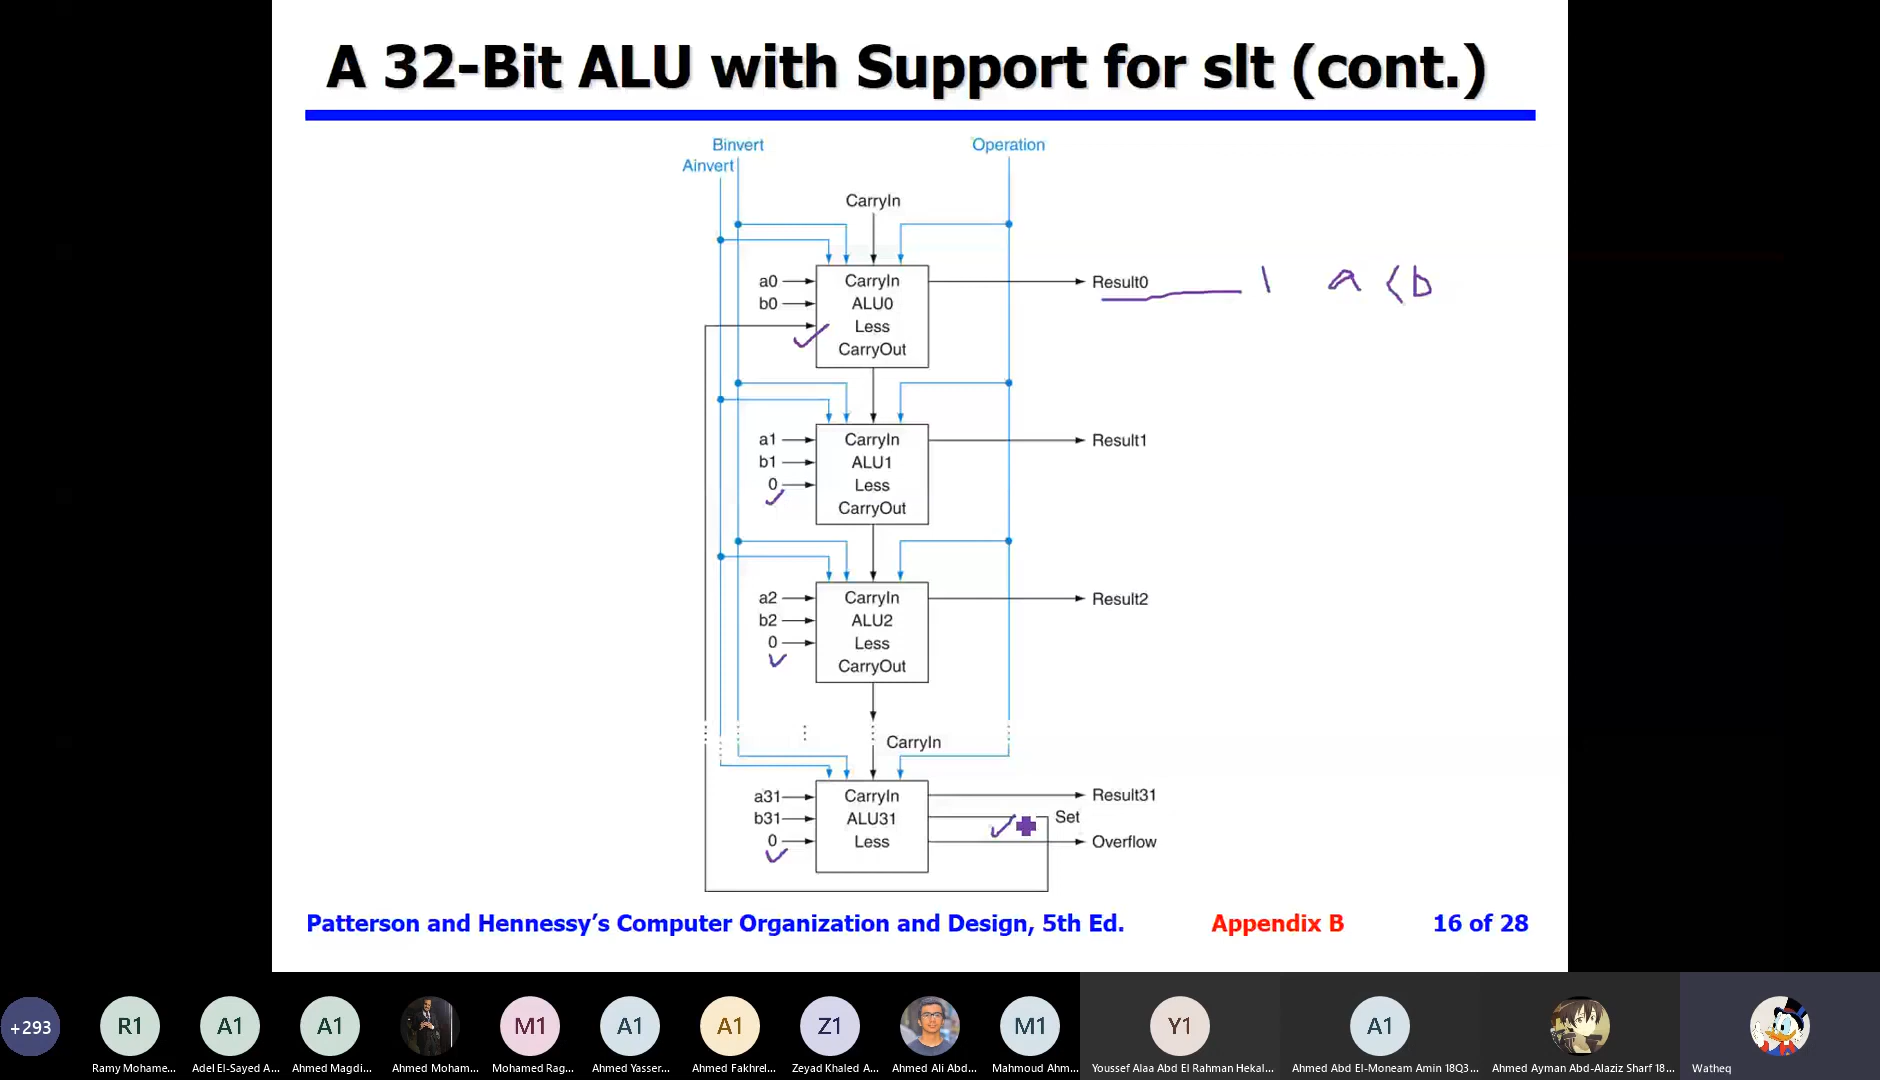 A 32-Bit ALU with Support for slt (cont.)
Binvert
Ainvert
Operation
CarryIn
a0
b0
CarryIn
ALU0
Less
CarryOut
Result0
1 a < b
a1
b1
0
CarryIn
ALU1
Less
CarryOut
Result1
a2
b2
0
CarryIn
ALU2
Less
CarryOut
Result2
CarryIn
a31
b31
0
CarryIn
ALU31
Less
Result31
Set
Overflow
Patterson and Hennessy’s Computer Organization and Design, 5th Ed. Appendix B 16 of 28
+293
R1
A1
A1
M1
A1
A1
Z1
M1
Y1
A1
Ramy Mohame...
Adel El-Sayed A...
Ahmed Magdi...
Ahmed Moham...
Mohamed Rag...
Ahmed Yasser...
Ahmed Fakhrel...
Zeyad Khaled A...
Ahmed Ali Abd...
Mahmoud Ahm...
Youssef Alaa Abd El Rahman Hekal...
Ahmed Abd El-Moneam Amin 18Q3...
Ahmed Ayman Abd-Alaziz Sharf 18...
Watheq